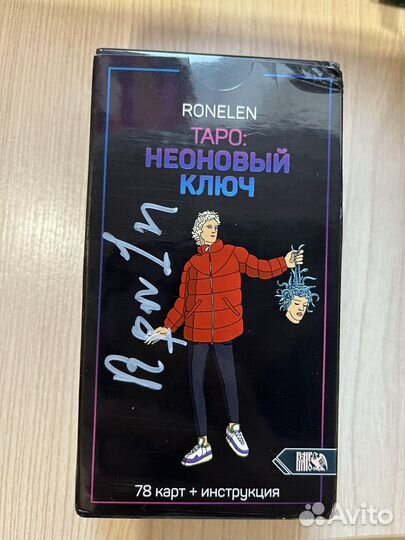 RONELEN
ТАРО:
НЕОНОВЫЙ
КЛЮЧ
78 карт + инструкция
Avito